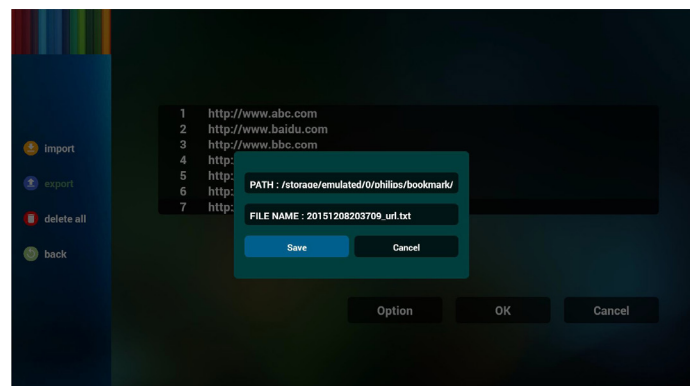 import
export
delete all
back
1 http://www.abc.com
2 http://www.baidu.com
3 http://www.bbc.com
4 http:
5 http:
6 http:
7 http:
PATH : /storage/emulated/0/philips/bookmark/
FILE NAME : 20151208203709_url.txt
Save Cancel
Option OK Cancel